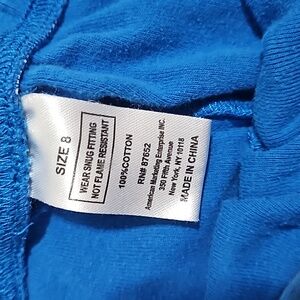 SIZE 8
WEAR SNUG FITTING
NOT FLAME RESISTANT
100%COTTON
RN# 87652
American Marketing Enterprise INC.
350 Fifth Avenue
New York, NY 10118
MADE IN CHINA